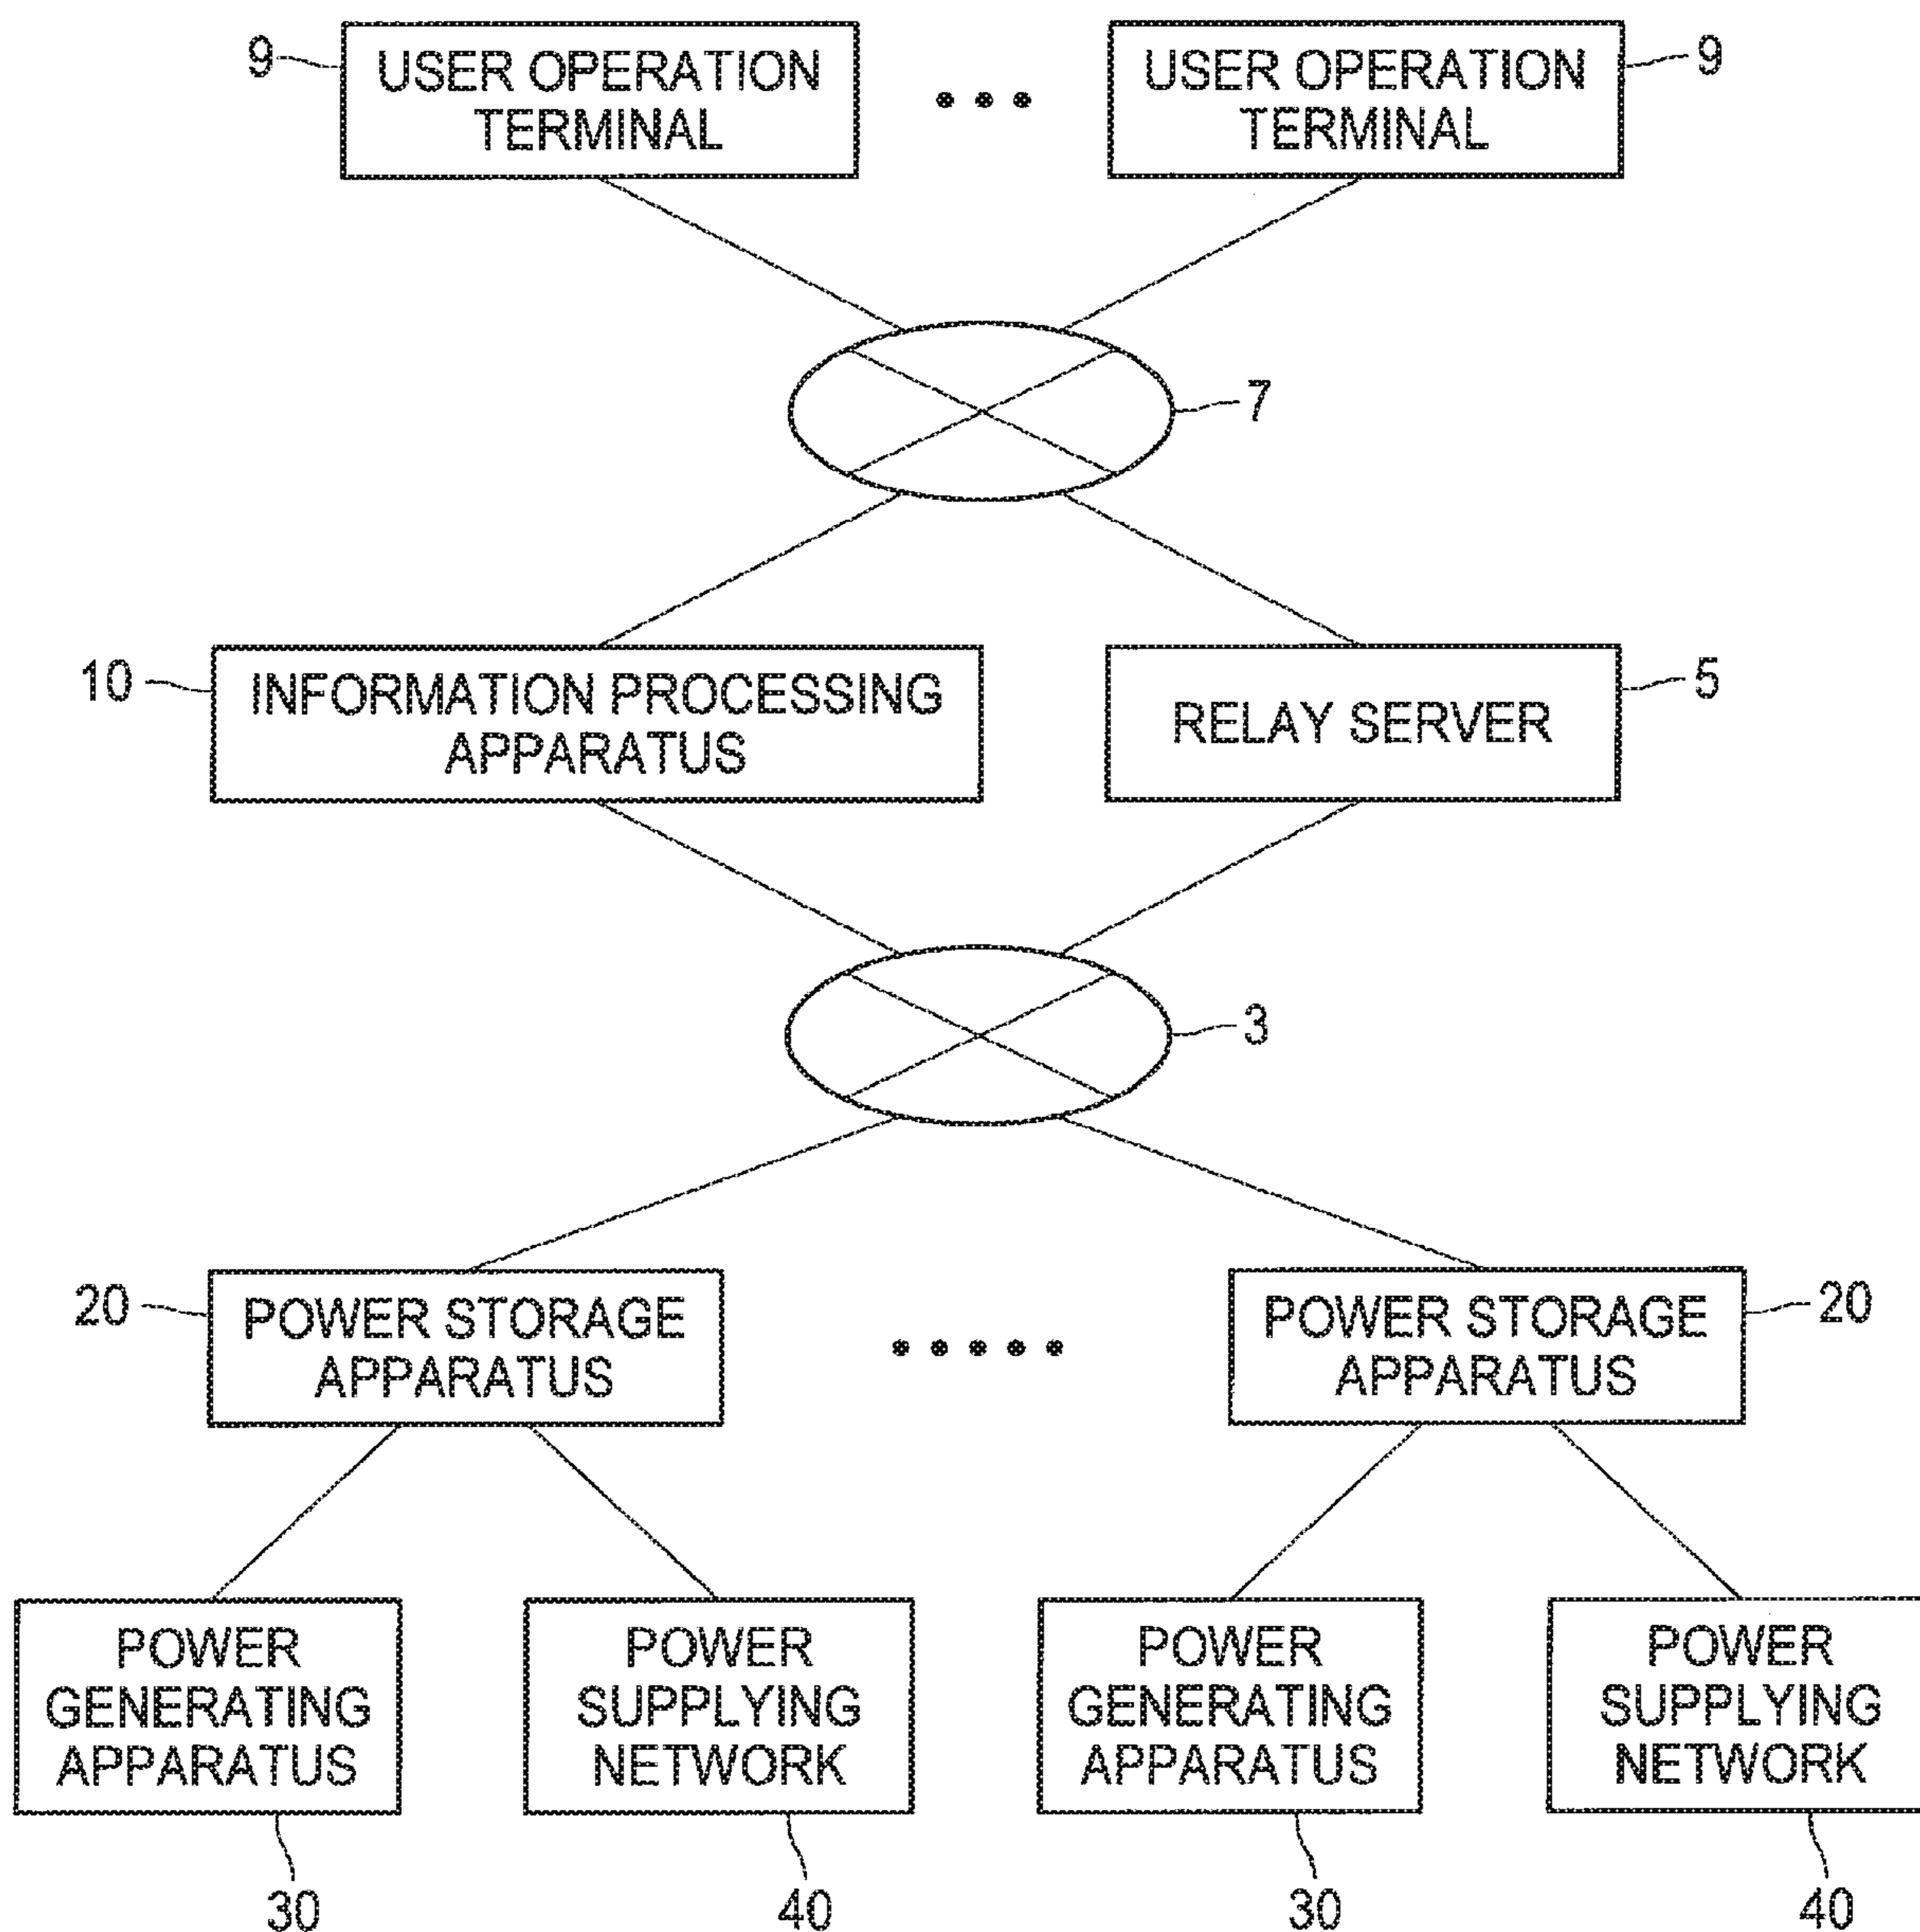 9
USER OPERATION
TERMINAL
USER OPERATION
TERMINAL
9
7
10
INFORMATION PROCESSING
APPARATUS
RELAY SERVER
5
3
20
POWER STORAGE
APPARATUS
POWER STORAGE
APPARATUS
20
POWER
GENERATING
APPARATUS
POWER
SUPPLYING
NETWORK
POWER
GENERATING
APPARATUS
POWER
SUPPLYING
NETWORK
30
40
30
40